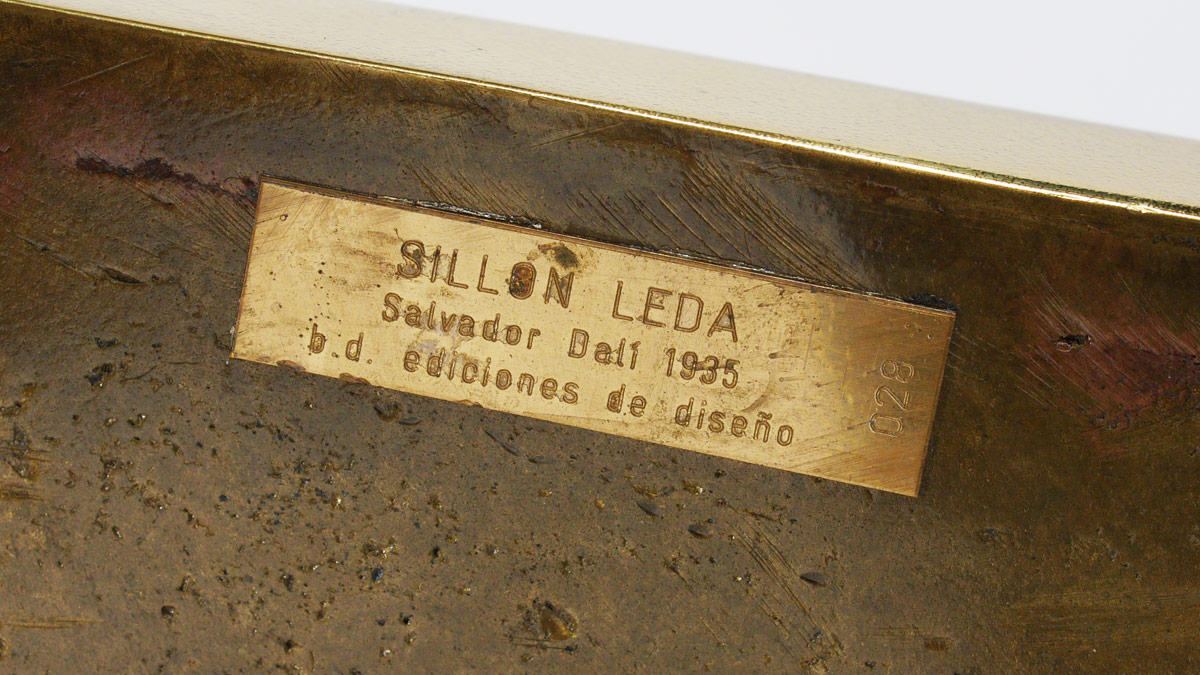 SILLON LEDA
Salvador Dalí 1935
b.d. ediciones de diseño
028